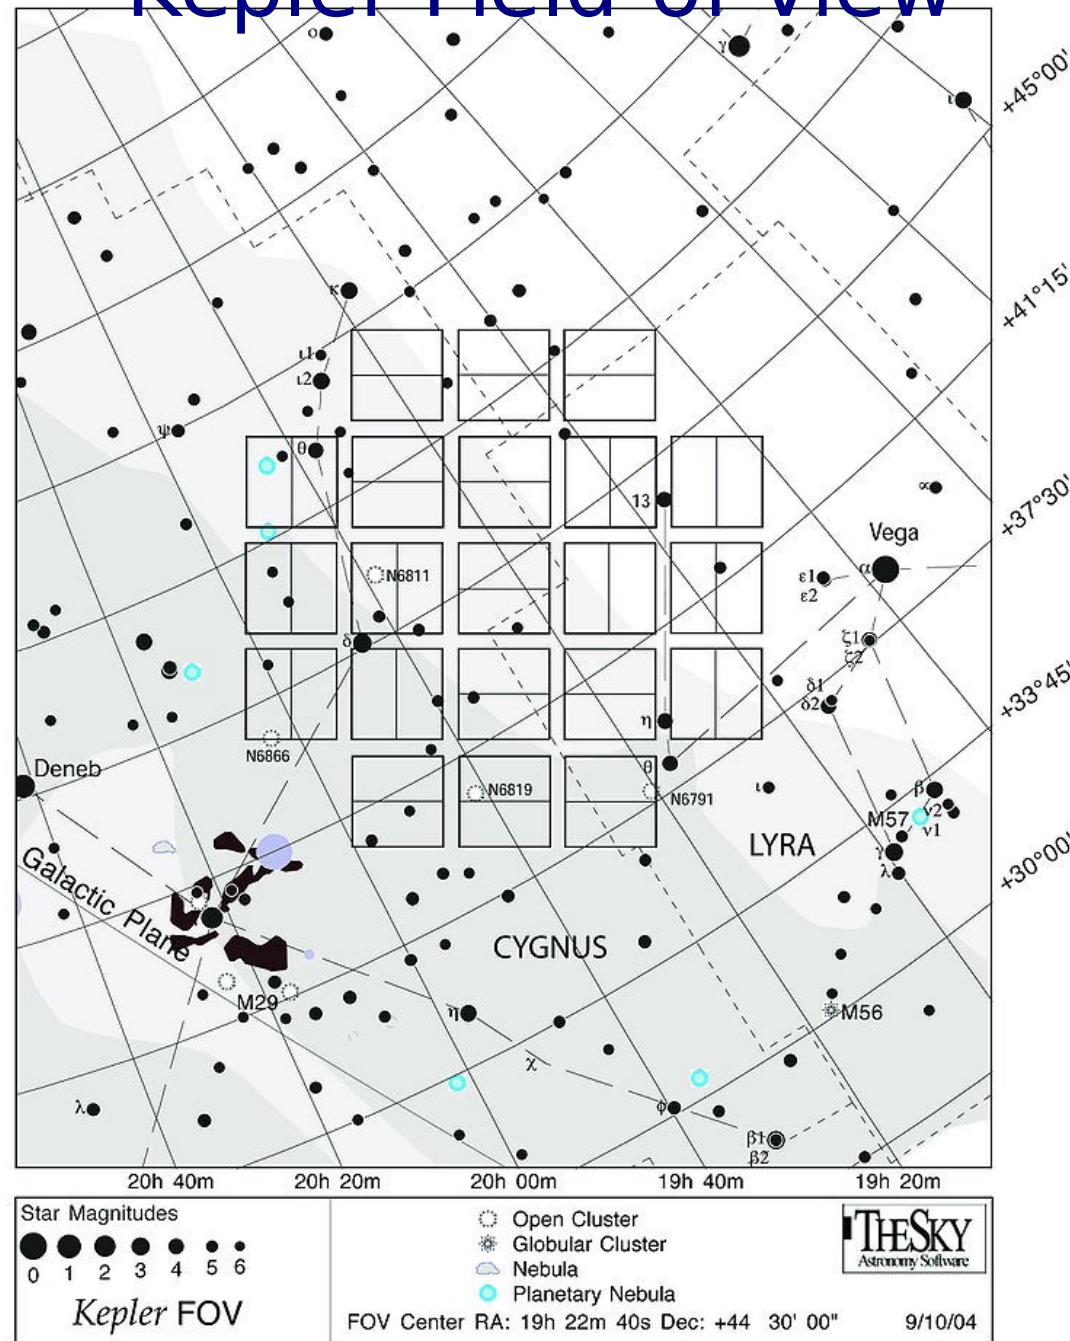 Kepler Field of View
ο
γ
ι
+45°00'
κ
+41°15'
ι1
ι2
ψ
θ
13
∝
+37°30'
Vega
α
ε1
ε2
N6811
δ
ζ1
ζ2
+33°45'
δ1
δ2
η
N6866
θ
Deneb
N6819
N6791
ι
β
ν2
M57
ν1
LYRA
γ
λ
+30°00'
Galactic Plane
CYGNUS
M29
η
M56
χ
λ
φ
β1
β2
20h 40m 20h 20m 20h 00m 19h 40m 19h 20m
Star Magnitudes
0 1 2 3 4 5 6
Kepler FOV
Open Cluster
Globular Cluster
Nebula
Planetary Nebula
FOV Center RA: 19h 22m 40s Dec: +44 30' 00"
THESKY
Astronomy Software
9/10/04